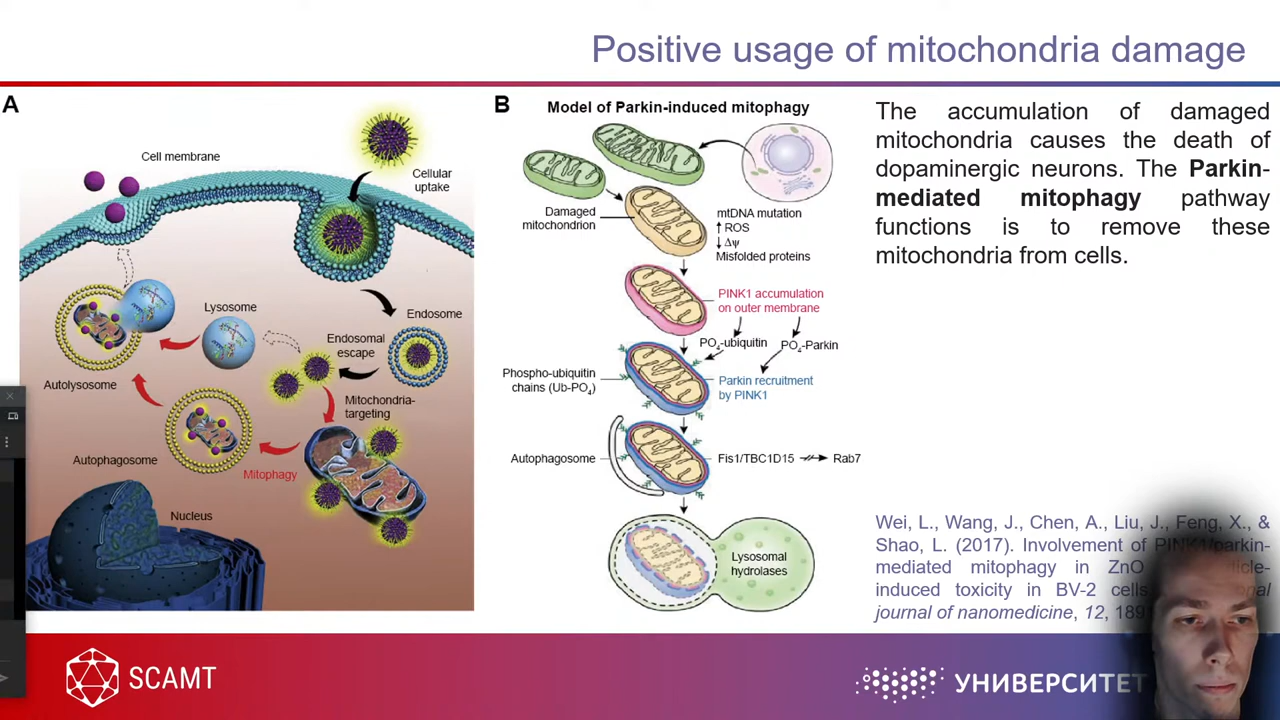 Positive usage of mitochondria damage
A
Cell membrane
Cellular
uptake
Lysosome
Endosome
Endosomal
escape
Autolysosome
Mitochondria-
targeting
Autophagosome
Mitophagy
Nucleus
B
Model of Parkin-induced mitophagy
Damaged
mitochondrion
mtDNA mutation
↑ ROS
↓ Δψ
Misfolded proteins
PINK1 accumulation
on outer membrane
PO4-ubiquitin
PO4-Parkin
Phospho-ubiquitin
chains (Ub-PO4)
Parkin recruitment
by PINK1
Autophagosome
Fis1/TBC1D15
Rab7
Lysosomal
hydrolases
The accumulation of damaged
mitochondria causes the death of
dopaminergic neurons. The Parkin-
mediated mitophagy pathway
functions is to remove these
mitochondria from cells.
Wei, L., Wang, J., Chen, A., Liu, J., Feng, X., &
Shao, L. (2017). Involvement of PINK1/parkin-
mediated mitophagy in ZnO
induced toxicity in BV-2 cells.
journal of nanomedicine, 12,
SCAMT
УНИВЕРСИТЕТ